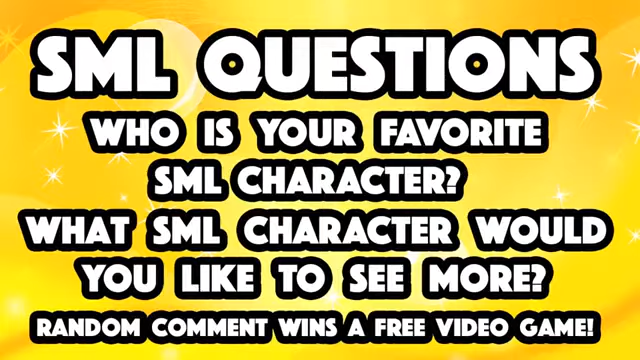 SML QUESTIONS
WHO IS YOUR FAVORITE
SML CHARACTER?
WHAT SML CHARACTER WOULD
YOU LIKE TO SEE MORE?
RANDOM COMMENT WINS A FREE VIDEO GAME!